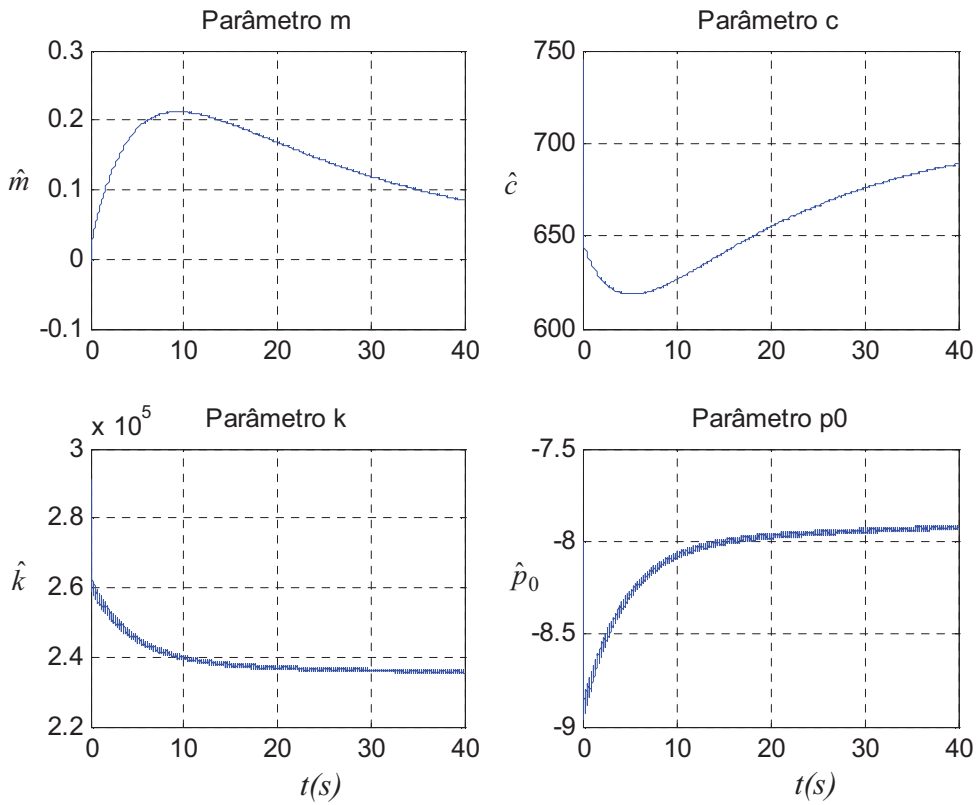 Parâmetro m
0.3
0.2
0.1
0
-0.1
m̂
0 10 20 30 40
Parâmetro c
750
700
650
600
ĉ
0 10 20 30 40
x 10^5
Parâmetro k
3
2.8
2.6
2.4
2.2
k̂
0 10 20 30 40
t(s)
Parâmetro p0
-7.5
-8
-8.5
-9
p̂₀
0 10 20 30 40
t(s)